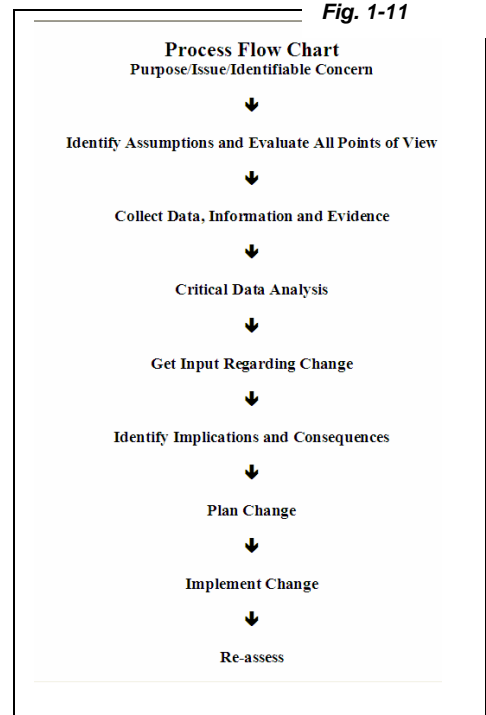 Fig. 1-11
Process Flow Chart
Purpose/Issue/Identifiable Concern
Identify Assumptions and Evaluate All Points of View
Collect Data, Information and Evidence
Critical Data Analysis
Get Input Regarding Change
Identify Implications and Consequences
Plan Change
Implement Change
Re-assess